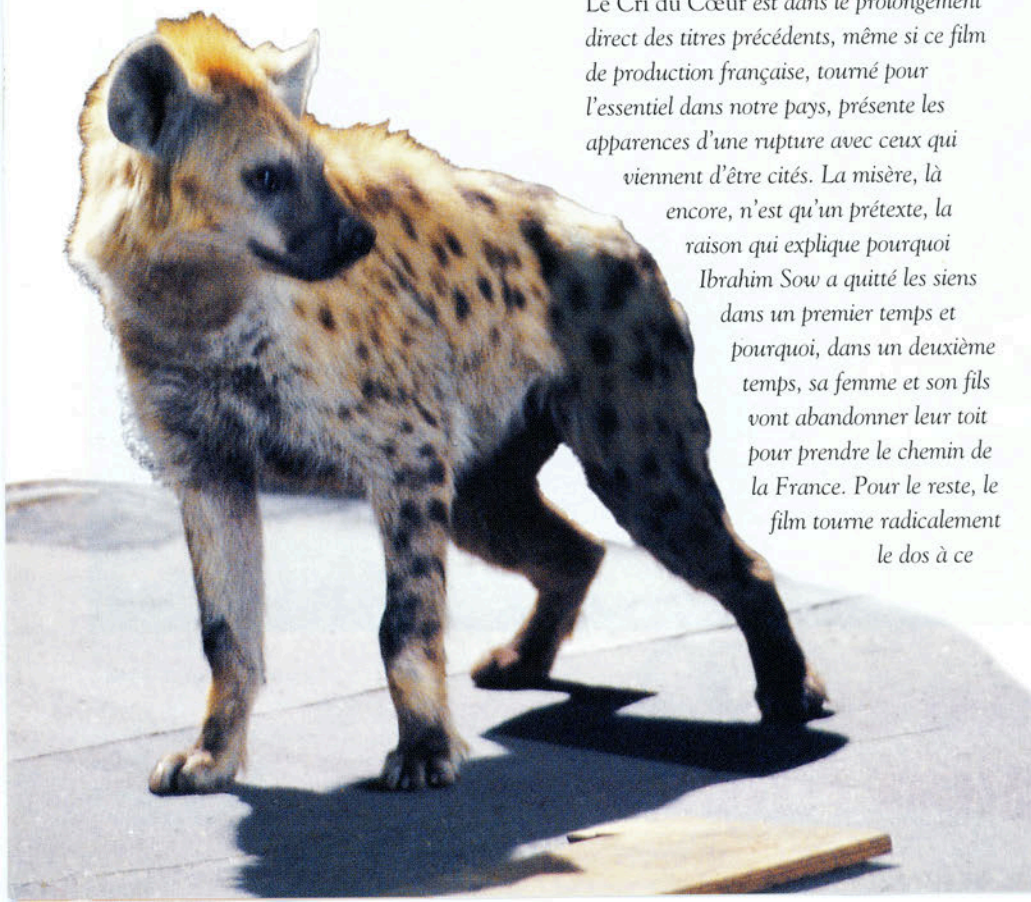 Le Cri du Cœur est dans le prolongement
direct des titres précédents, même si ce film
de production française, tourné pour
l'essentiel dans notre pays, présente les
apparences d'une rupture avec ceux qui
viennent d'être cités. La misère, là
encore, n'est qu'un prétexte, la
raison qui explique pourquoi
Ibrahim Sow a quitté les siens
dans un premier temps et
pourquoi, dans un deuxième
temps, sa femme et son fils
vont abandonner leur toit
pour prendre le chemin de
la France. Pour le reste, le
film tourne radicalement
le dos à ce